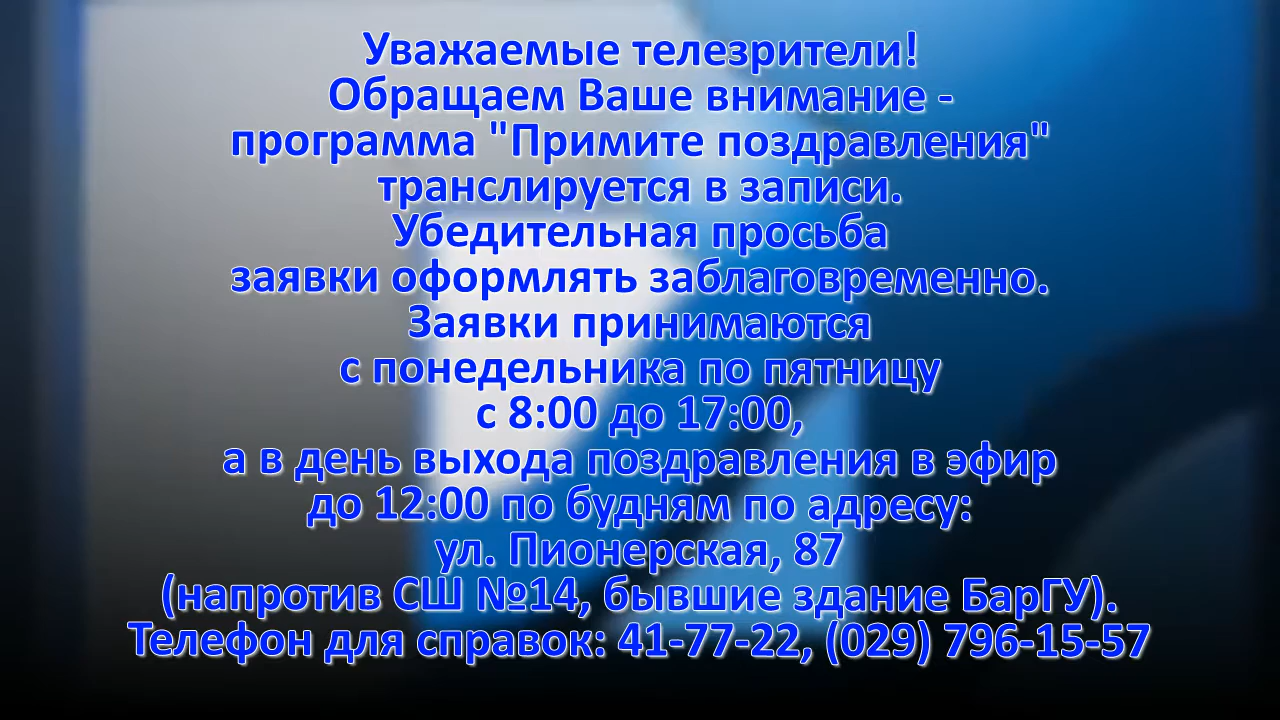 Уважаемые телезрители!
Обращаем Ваше внимание -
программа "Примите поздравления"
транслируется в записи.
Убедительная просьба
заявки оформлять заблаговременно.
Заявки принимаются
с понедельника по пятницу
с 8:00 до 17:00,
а в день выхода поздравления в эфир
до 12:00 по будням по адресу:
ул. Пионерская, 87
(напротив СШ №14, бывшие здание БарГУ).
Телефон для справок: 41-77-22, (029) 796-15-57